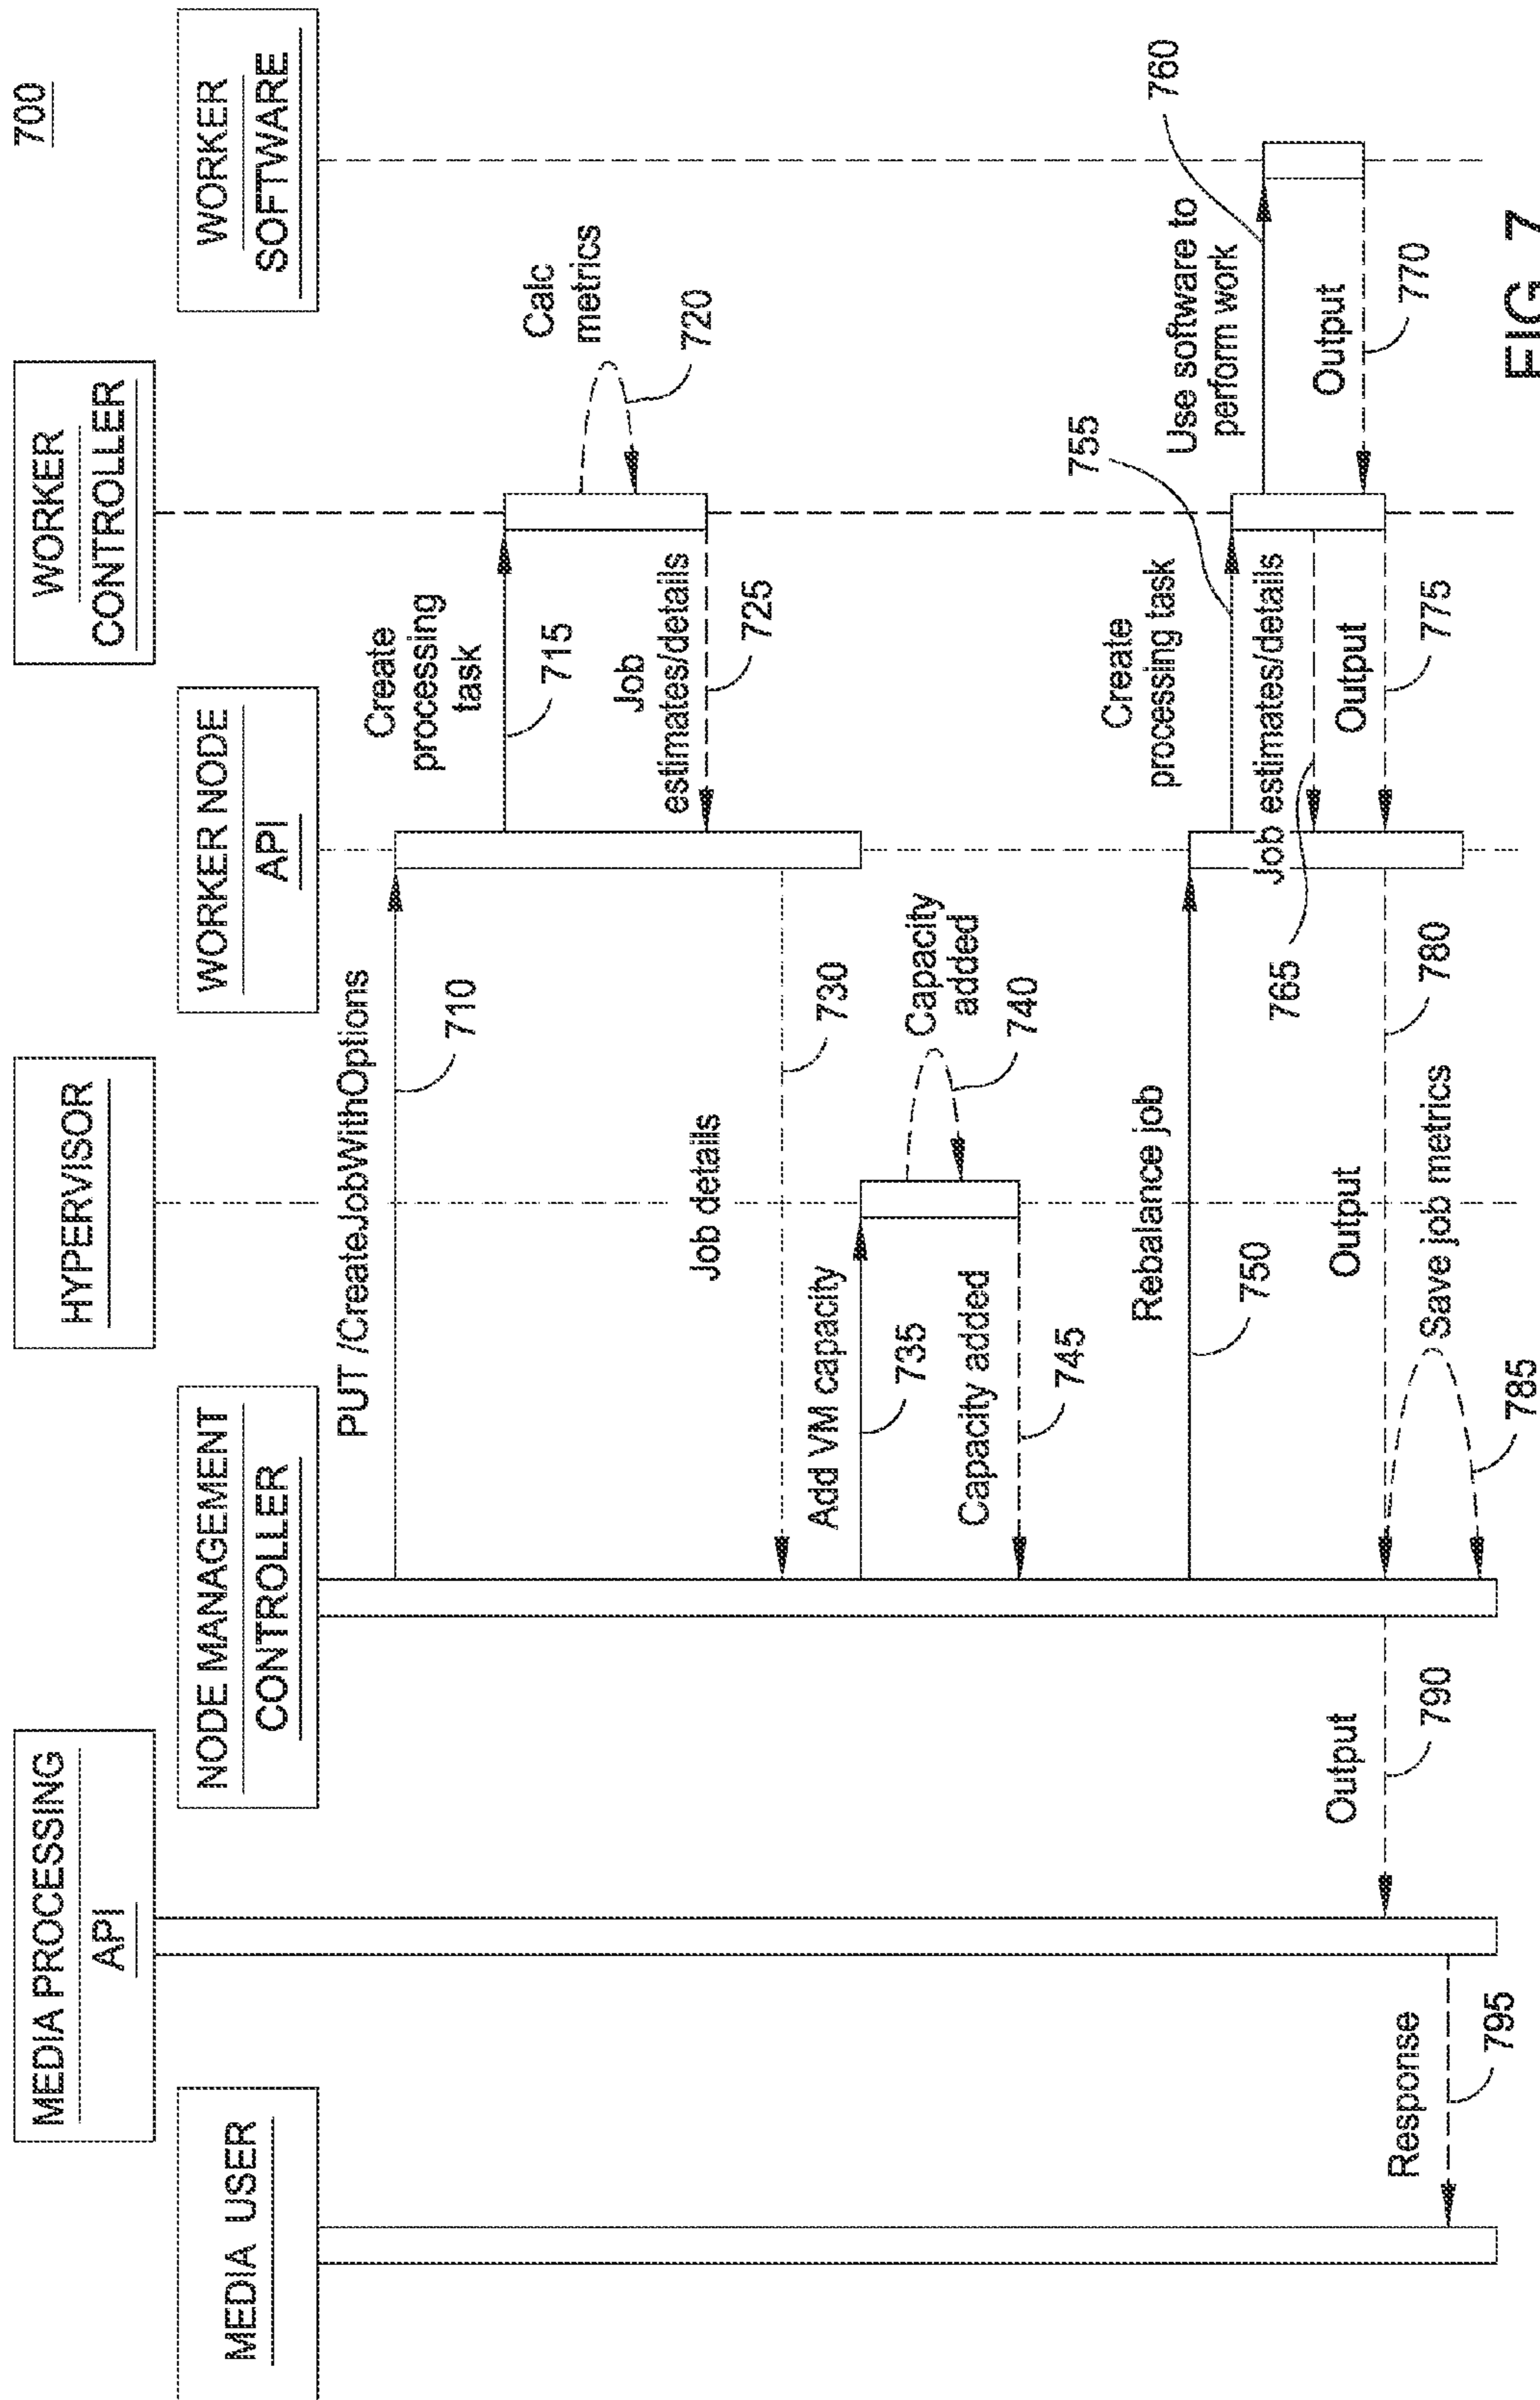 700
MEDIA USER
MEDIA PROCESSING
API
NODE MANAGEMENT
CONTROLLER
HYPERVISOR
WORKER NODE
API
WORKER
CONTROLLER
WORKER
SOFTWARE
PUT /CreateJobWithOptions
710
Create
processing
task
715
Calc
metrics
720
Job
estimates/details
725
Job details
730
Add VM capacity
735
Capacity
added
740
Capacity added
745
Rebalance job
750
Create
processing task
755
Use software to
perform work
760
Job estimates/details
765
Output
770
Output
775
Output
780
Save job metrics
785
Output
790
Response
795
FIG. 7